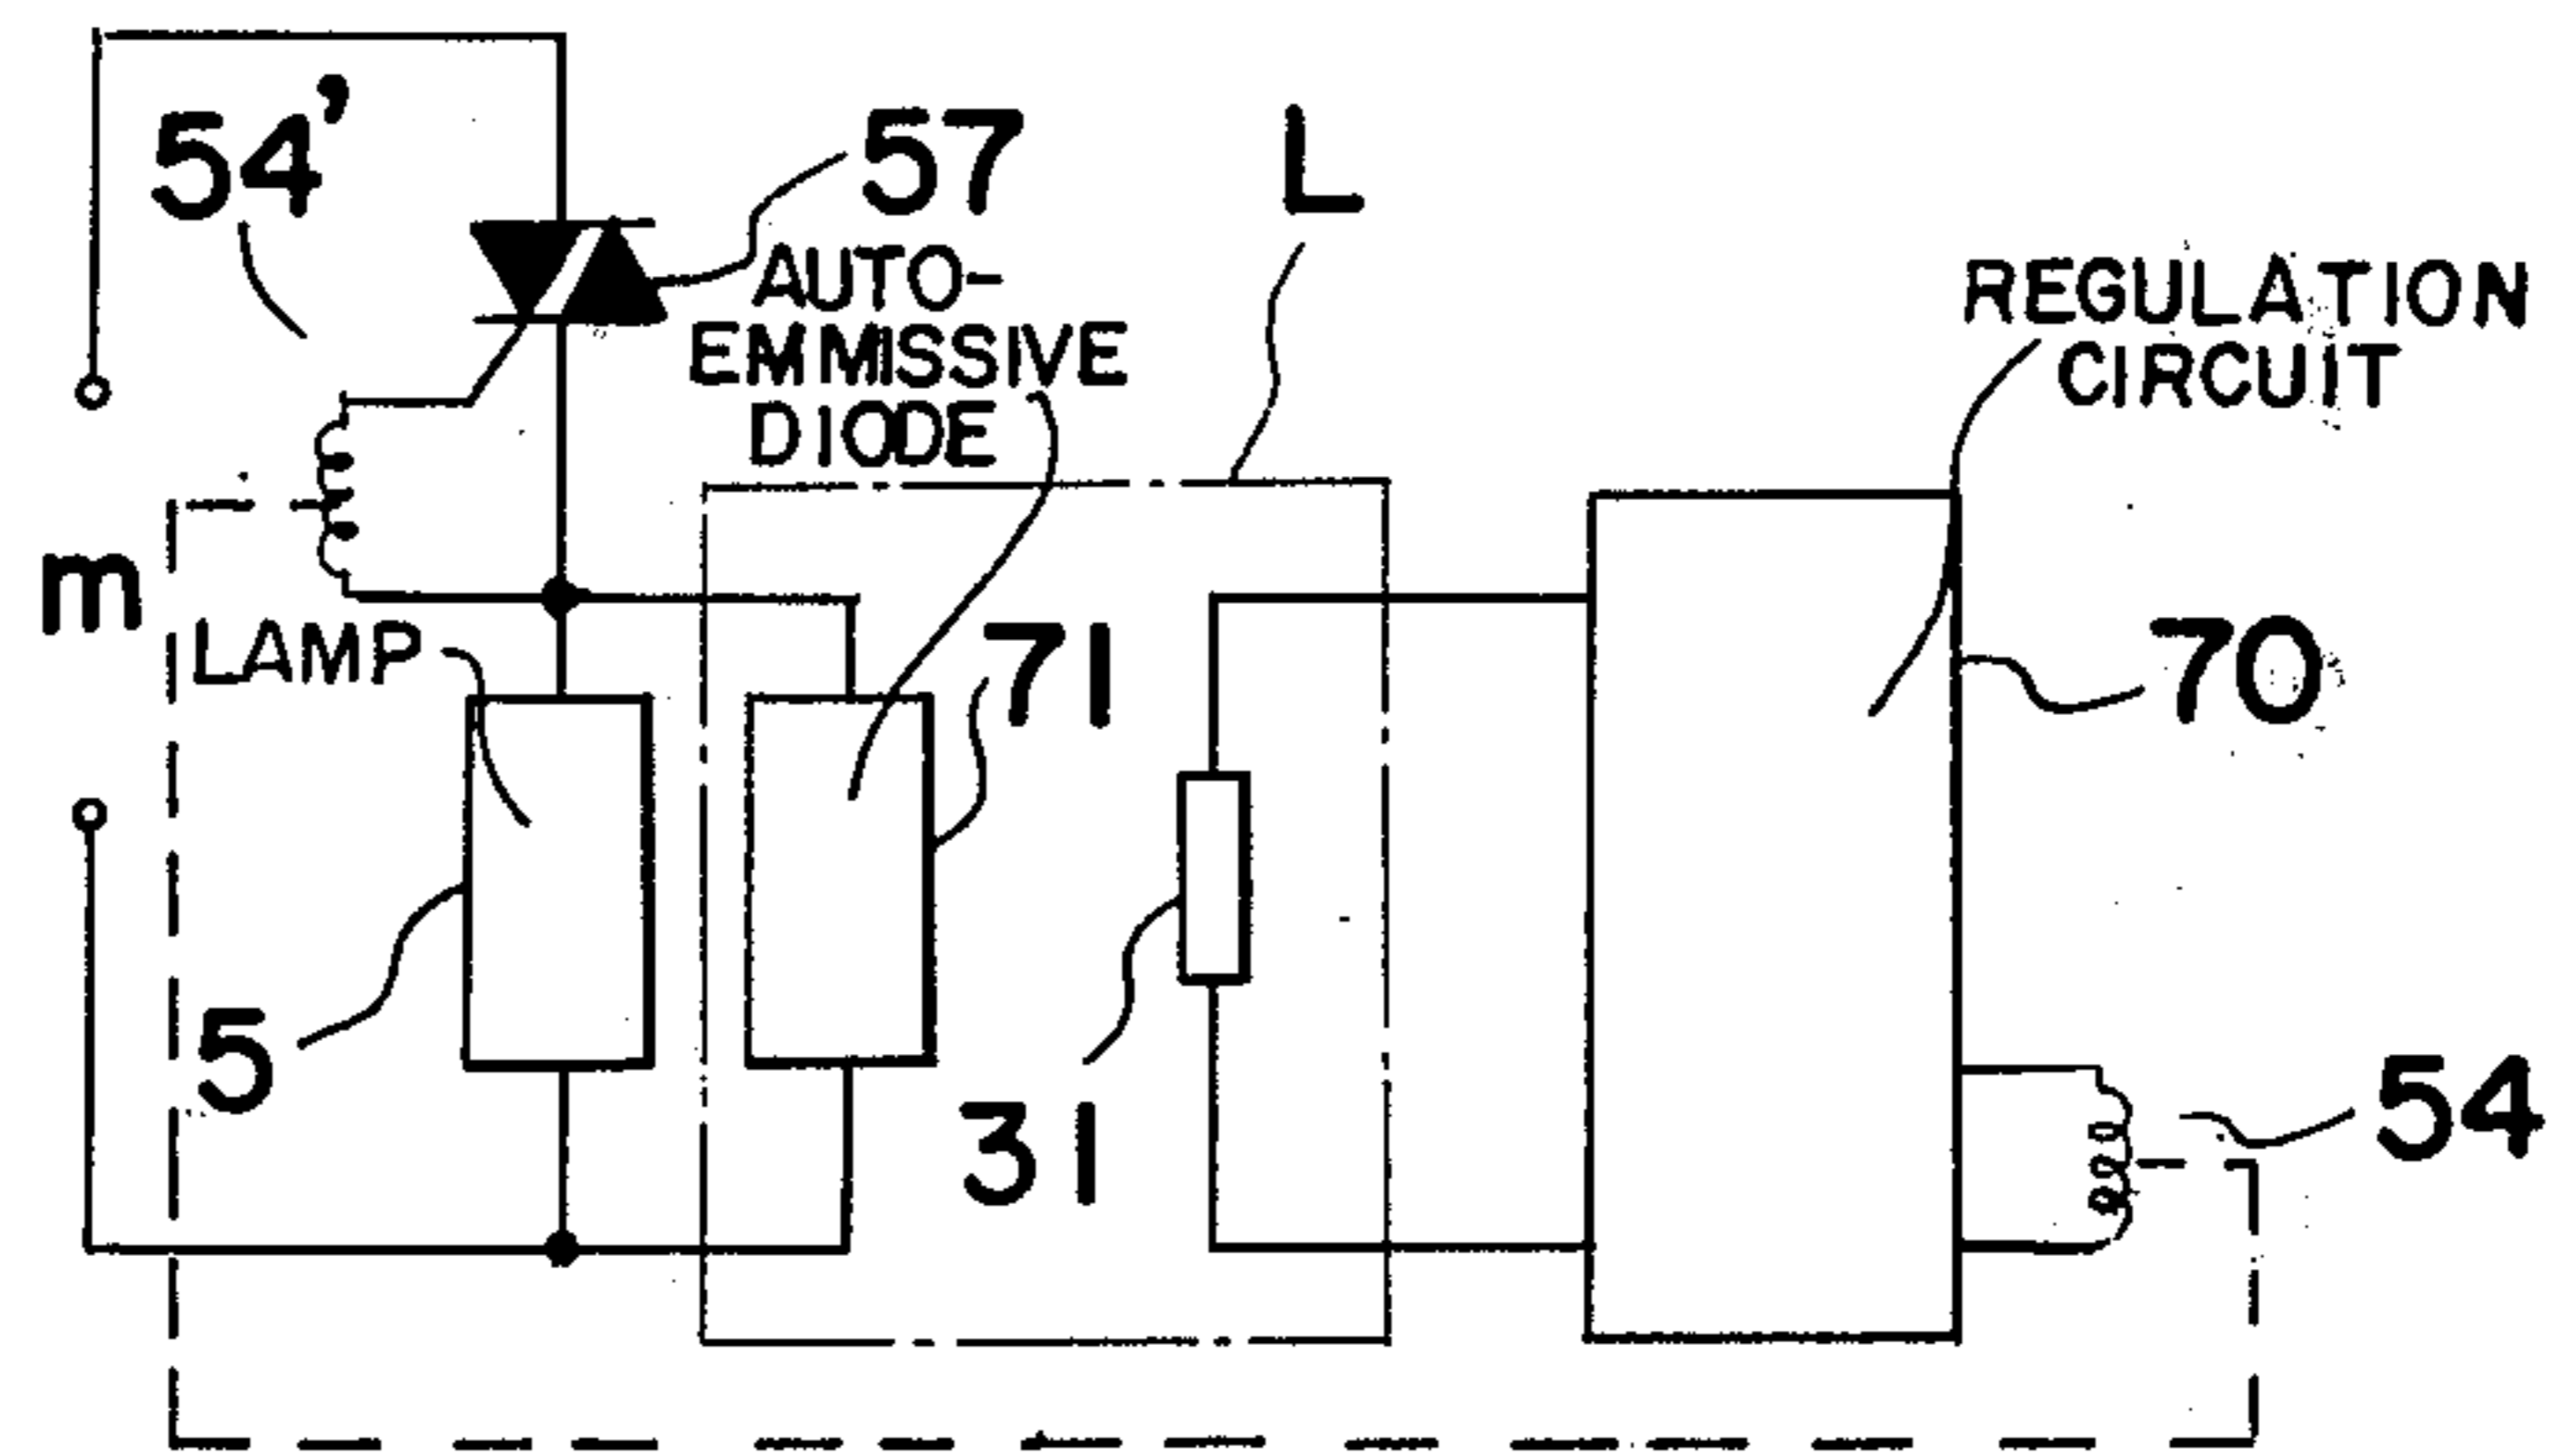 54'
57
L
AUTO-
EMMISSIVE
DIODE
REGULATION
CIRCUIT
m
LAMP
71
70
5
31
54